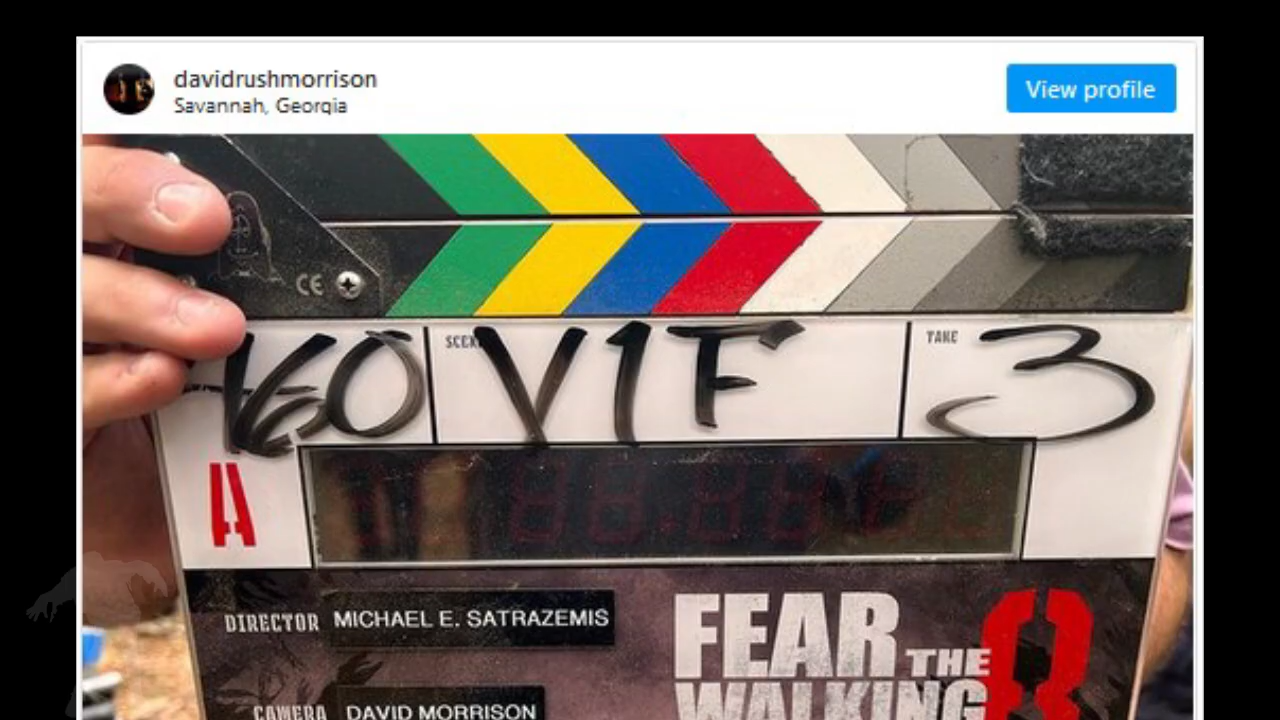 davidrushmorrison
Savannah, Georgia
View profile
CE
SCENE TAKE
V1F 3
A
DIRECTOR MICHAEL E. SATRAZEMIS
FEAR THE
WALKING
8
CAMERA DAVID MORRISON